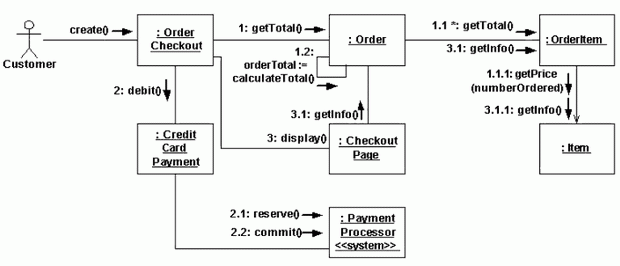 create()
Customer
: Order
Checkout
1: getTotal()
: Order
1.1 *: getTotal()
3.1: getInfo()
:OrderItem
1.2:
orderTotal :=
calculateTotal()
1.1.1: getPrice
(numberOrdered)
3.1.1: getInfo()
2: debit()
3.1: getInfo()
: Credit
Card
Payment
3: display()
: Checkout
Page
: Item
2.1: reserve()
2.2: commit()
: Payment
Processor
<<system>>